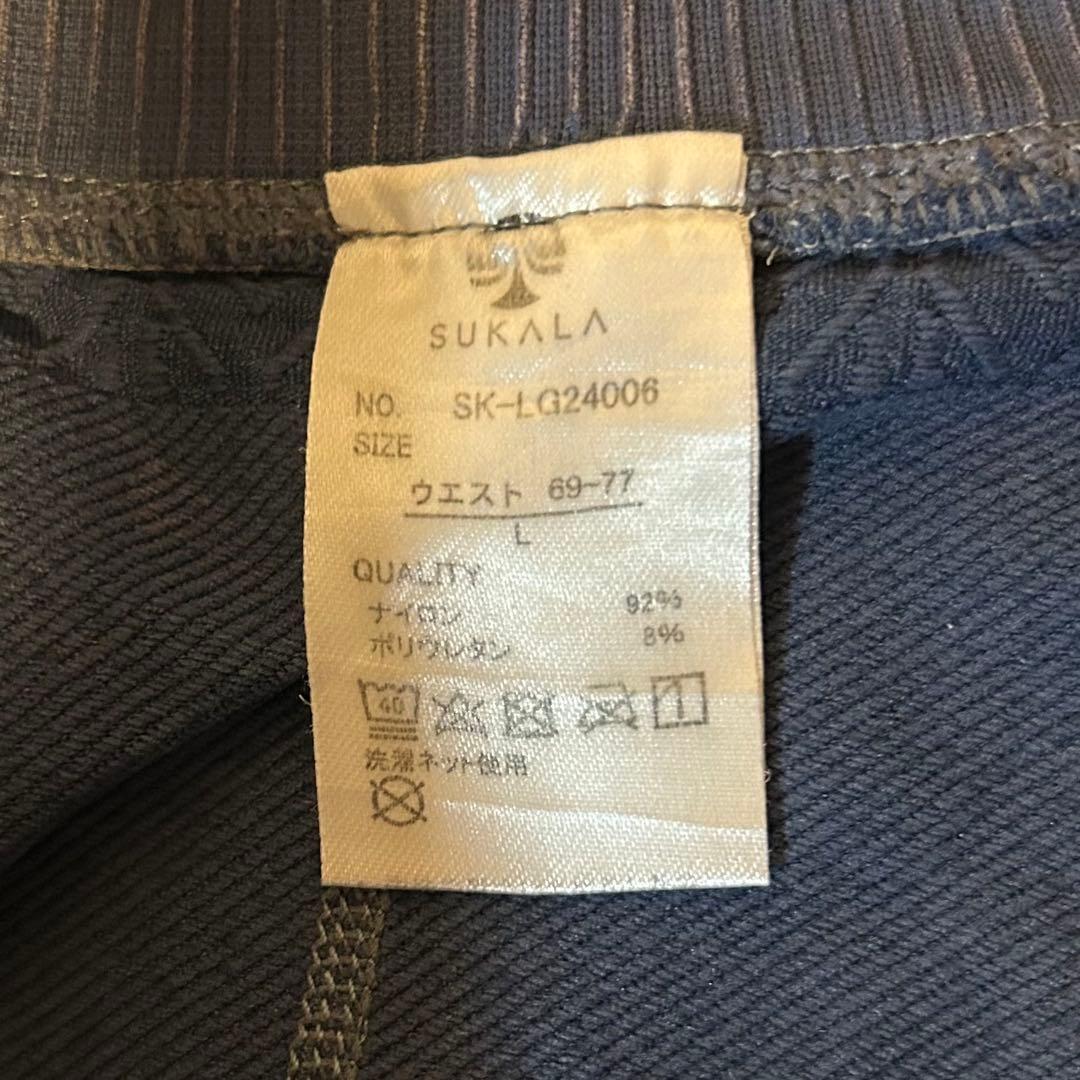 SUKALA
NO. SK-LG24006
SIZE
ウエスト 69-77
L
QUALITY
ナイロン 92%
ポリウレタン 8%
40
洗濯ネット使用